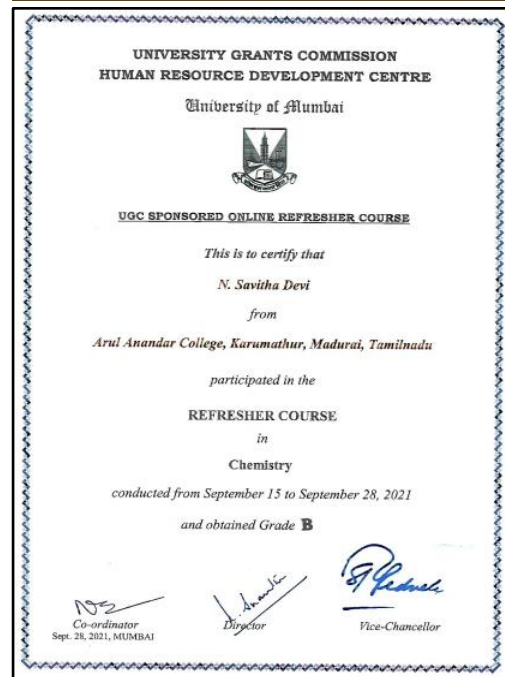 UNIVERSITY GRANTS COMMISSION
HUMAN RESOURCE DEVELOPMENT CENTRE
University of Mumbai
UGC SPONSORED ONLINE REFRESHER COURSE
This is to certify that
N. Savitha Devi
from
Arul Anandar College, Karumathur, Madurai, Tamilnadu
participated in the
REFRESHER COURSE
in
Chemistry
conducted from September 15 to September 28, 2021
and obtained Grade B
Co-ordinator Director Vice-Chancellor
Sept. 28, 2021, MUMBAI